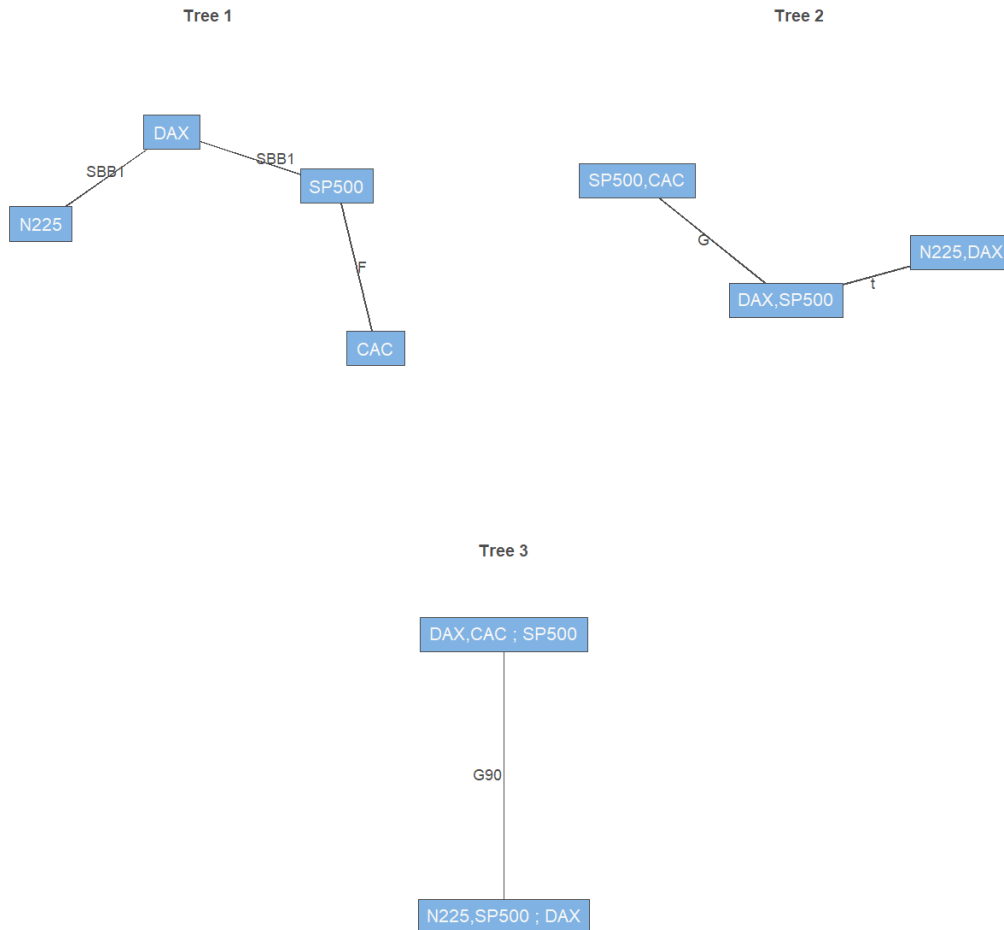 Tree 1
DAX
SBB1
SBB1
SP500
N225
F
CAC
Tree 2
SP500,CAC
G
N225,DAX
t
DAX,SP500
Tree 3
DAX,CAC ; SP500
G90
N225,SP500 ; DAX